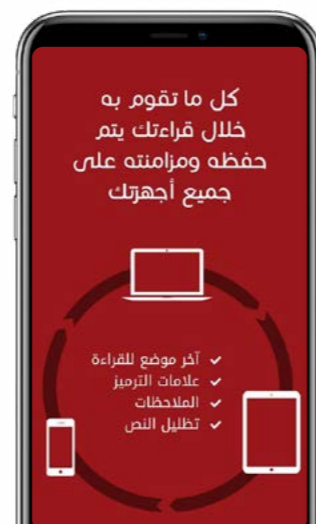 كل ما تقوم به
خلال قراءتك يتم
حفظه ومزامنته على
جميع أجهزتك
✓ آخر موضع للقراءة
✓ علامات الترميز
✓ الملاحظات
✓ تظليل النص